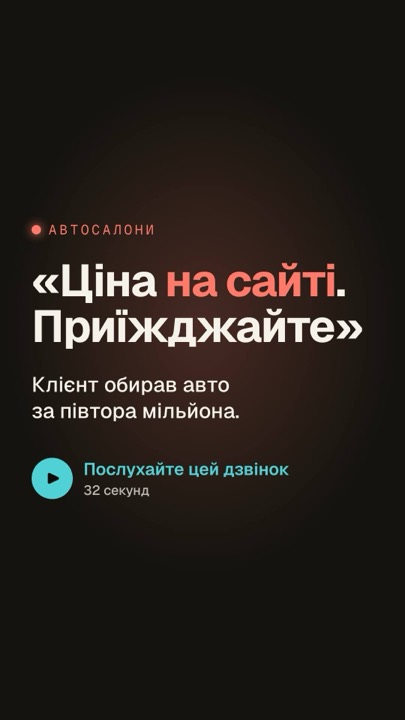 АВТОСАЛОНИ
«Ціна на сайті.
Приїжджайте»
Клієнт обирав авто
за півтора мільйона.
Послухайте цей дзвінок
32 секунд